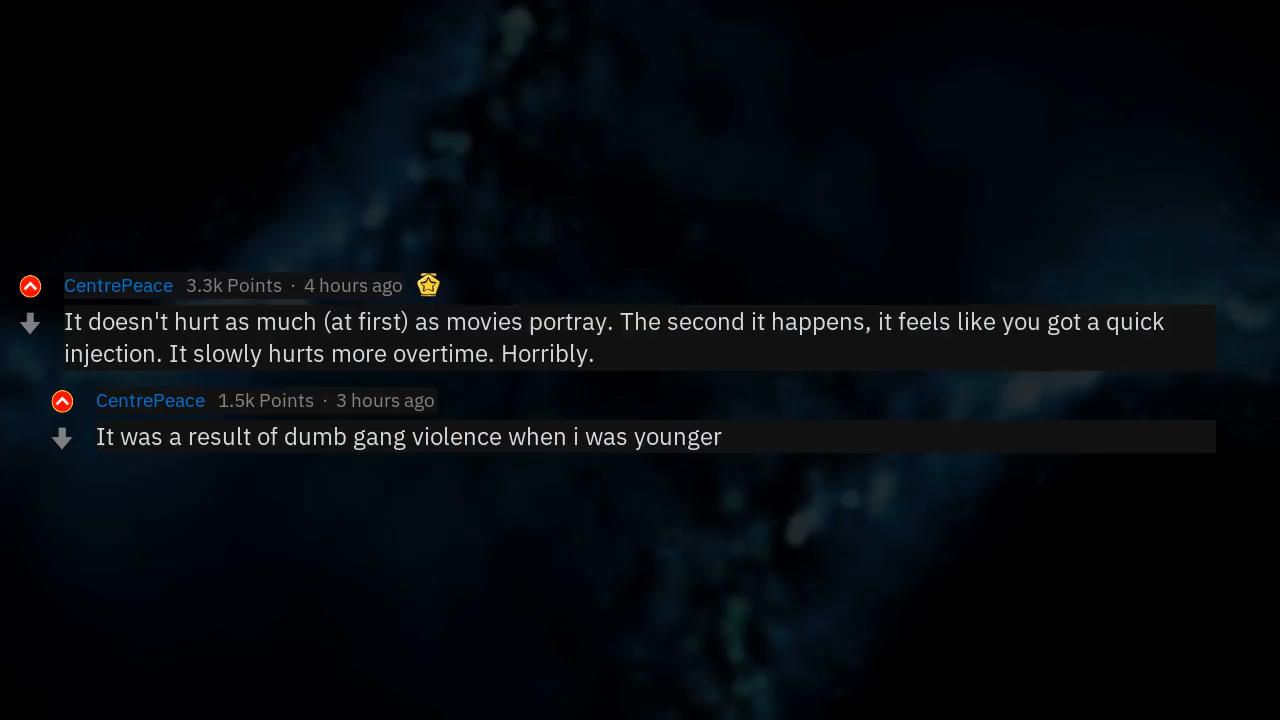 CentrePeace 3.3k Points · 4 hours ago
It doesn't hurt as much (at first) as movies portray. The second it happens, it feels like you got a quick
injection. It slowly hurts more overtime. Horribly.
CentrePeace 1.5k Points · 3 hours ago
It was a result of dumb gang violence when i was younger